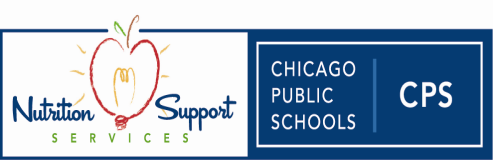 Nutrition Support
SERVICES
CHICAGO
PUBLIC
SCHOOLS
CPS